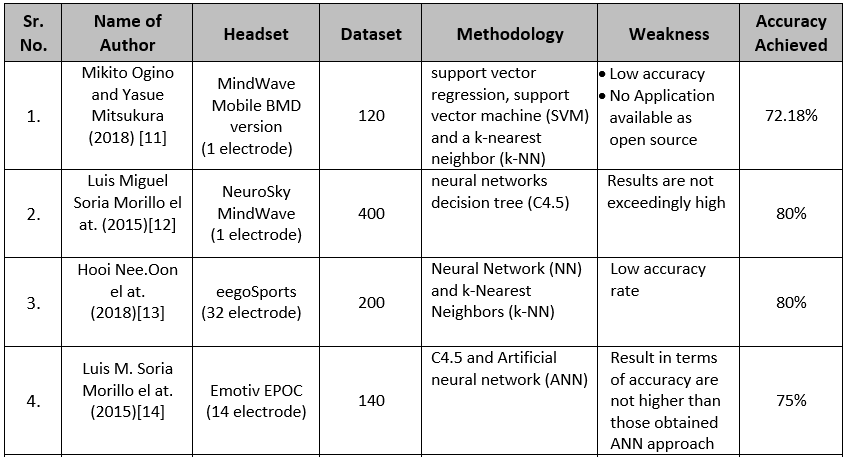 Sr. No.
Name of Author
Headset
Dataset
Methodology
Weakness
Accuracy Achieved
1.
Mikito Ogino
and Yasue
Mitsukura
(2018) [11]
MindWave
Mobile BMD
version
(1 electrode)
120
support vector
regression, support
vector machine (SVM)
and a k-nearest
neighbor (k-NN)
• Low accuracy
• No Application
available as
open source
72.18%
2.
Luis Miguel
Soria Morillo el
at. (2015)[12]
NeuroSky
MindWave
(1 electrode)
400
neural networks
decision tree (C4.5)
Results are not
exceedingly high
80%
3.
Hooi Nee.Oon
el at.
(2018)[13]
eegoSports
(32 electrode)
200
Neural Network (NN)
and k-Nearest
Neighbors (k-NN)
Low accuracy
rate
80%
4.
Luis M. Soria
Morillo el at.
(2015)[14]
Emotiv EPOC
(14 electrode)
140
C4.5 and Artificial
neural network (ANN)
Result in terms
of accuracy are
not higher than
those obtained
ANN approach
75%